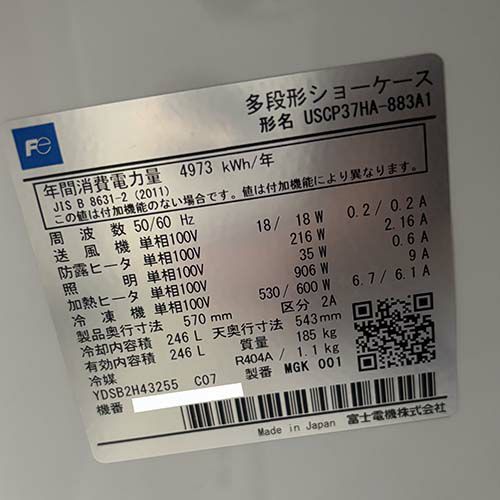 Fe
多段形ショーケース
形名 USCP37HA-883A1
年間消費電力量 4973 kWh/年
JIS B 8631-2 (2011)
この値は付加機能のない場合です。値は付加機能により異なります。
周波数 50/60 Hz
送風機 単相100V 18/ 18 W 0.2/ 0.2 A
防露ヒータ 単相100V 216 W 2.16 A
照明 単相100V 35 W 0.6 A
加熱ヒータ 単相100V 906 W 9 A
冷凍機 単相100V 530/ 600 W 6.7/ 6.1 A
製品奥行寸法 570 mm 区分 2A
冷却内容積 246 L 天奥行寸法 543mm
有効内容積 246 L 質量 185 kg
冷媒 R404A / 1.1 kg
YDSB2H43255 C07 製番 MGK 001
機番
富士電機株式会社
Made in Japan